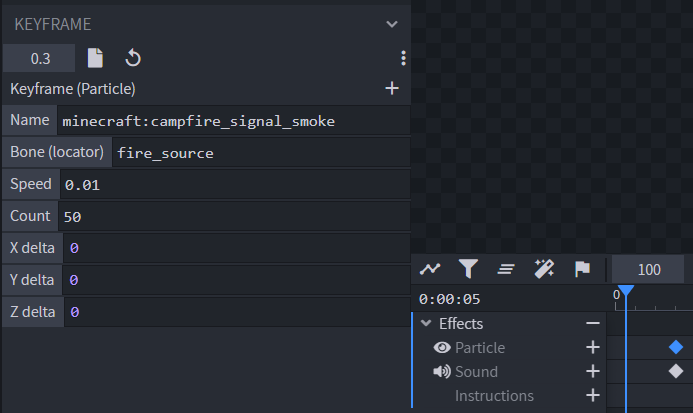 KEYFRAME
0.3
Keyframe (Particle)
Name minecraft:campfire_signal_smoke
Bone (locator) fire_source
Speed 0.01
Count 50
X delta 0
Y delta 0
Z delta 0
100
0:00:05
0
Effects
Particle
Sound
Instructions